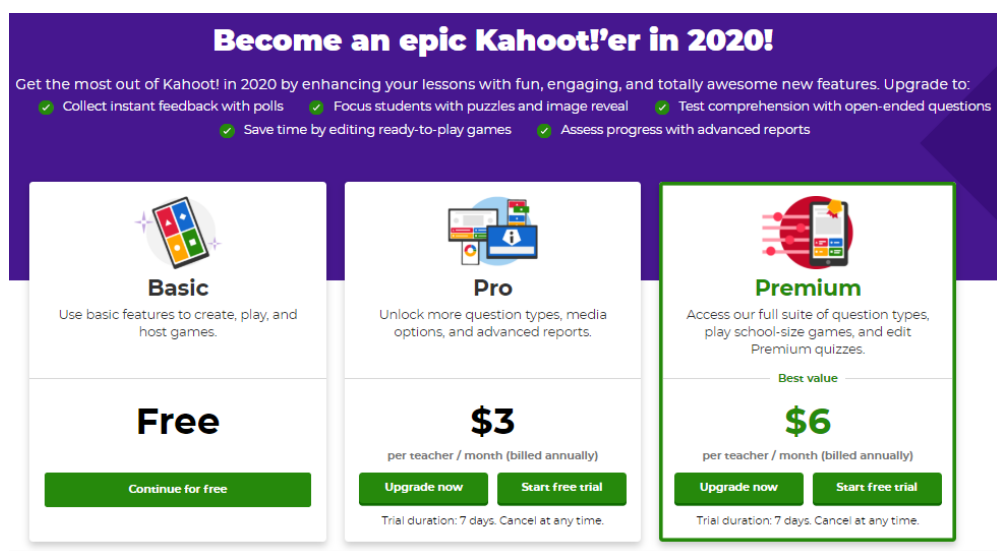 Become an epic Kahoot!'er in 2020!
Get the most out of Kahoot! in 2020 by enhancing your lessons with fun, engaging, and totally awesome new features. Upgrade to:
Collect instant feedback with polls Focus students with puzzles and image reveal Test comprehension with open-ended questions
Save time by editing ready-to-play games Assess progress with advanced reports
Basic
Use basic features to create, play, and
host games.
Free
Continue for free
Pro
Unlock more question types, media
options, and advanced reports.
$3
per teacher / month (billed annually)
Upgrade now Start free trial
Trial duration: 7 days. Cancel at any time.
Premium
Access our full suite of question types,
play school-size games, and edit
Premium quizzes.
Best value
$6
per teacher / month (billed annually)
Upgrade now Start free trial
Trial duration: 7 days. Cancel at any time.